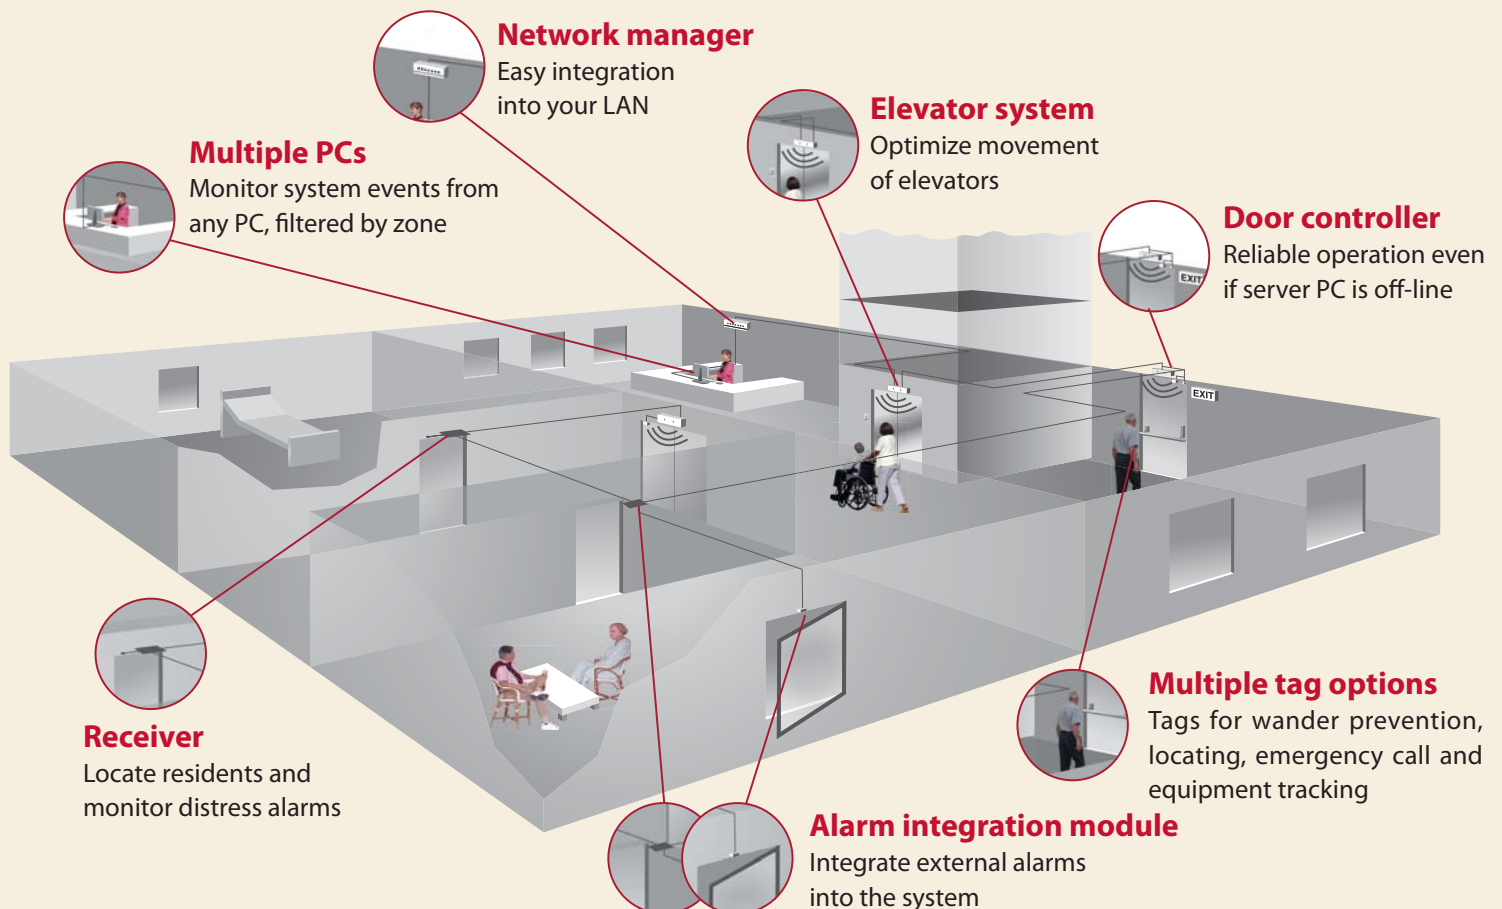 Network manager
Easy integration
into your LAN
Multiple PCs
Monitor system events from
any PC, filtered by zone
Elevator system
Optimize movement
of elevators
Door controller
Reliable operation even
if server PC is off-line
EXIT
EXIT
Receiver
Locate residents and
monitor distress alarms
Multiple tag options
Tags for wander prevention,
locating, emergency call and
equipment tracking
Alarm integration module
Integrate external alarms
into the system